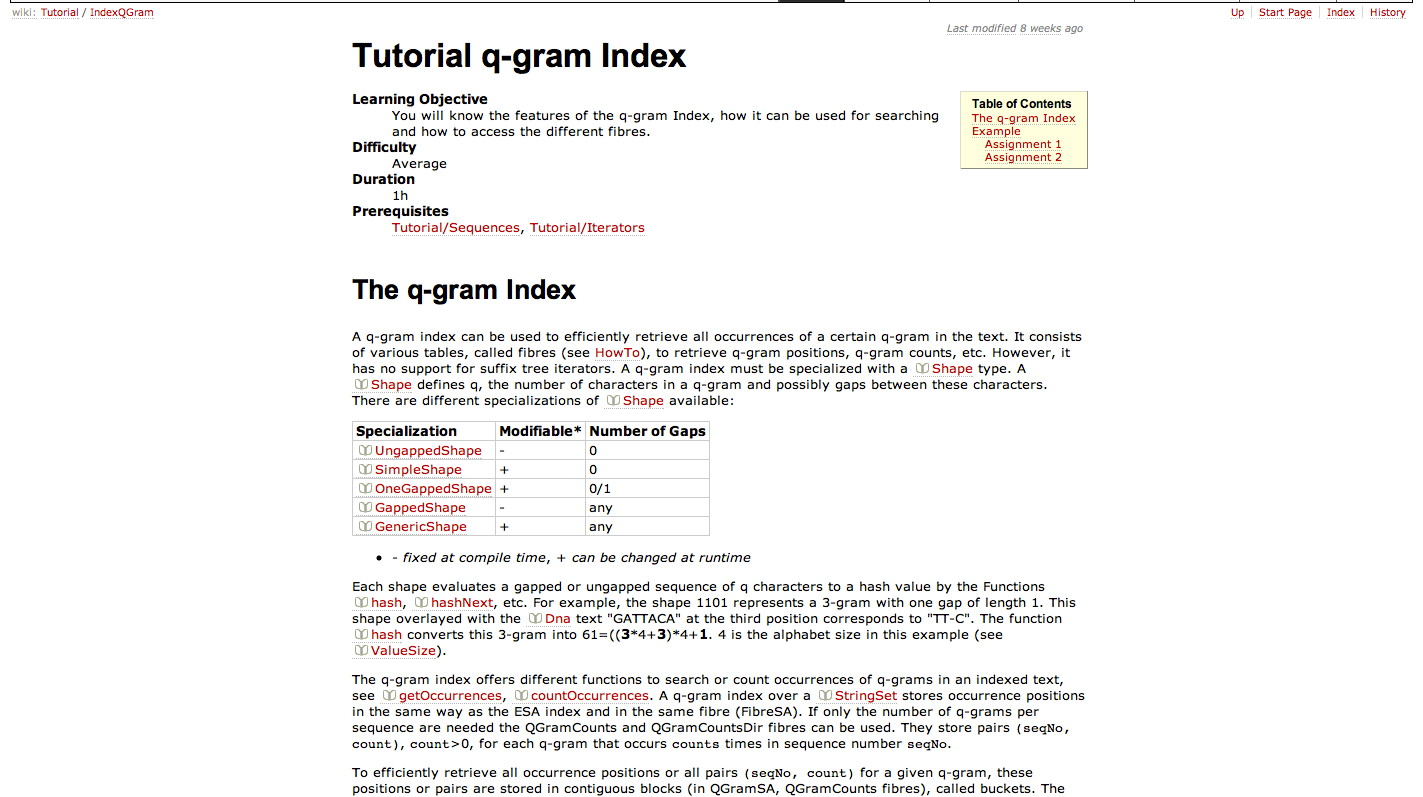 wiki: Tutorial / IndexQGram
Up Start Page Index History
Last modified 8 weeks ago
Tutorial q-gram Index
Learning Objective
You will know the features of the q-gram Index, how it can be used for searching
and how to access the different fibres.
Difficulty
Average
Duration
1h
Prerequisites
Tutorial/Sequences, Tutorial/Iterators
Table of Contents
The q-gram Index
Example
Assignment 1
Assignment 2
The q-gram Index
A q-gram index can be used to efficiently retrieve all occurrences of a certain q-gram in the text. It consists
of various tables, called fibres (see HowTo), to retrieve q-gram positions, q-gram counts, etc. However, it
has no support for suffix tree iterators. A q-gram index must be specialized with a Shape type. A
Shape defines q, the number of characters in a q-gram and possibly gaps between these characters.
There are different specializations of Shape available:
Specialization Modifiable* Number of Gaps
UngappedShape - 0
SimpleShape + 0
OneGappedShape + 0/1
GappedShape - any
GenericShape + any
• - fixed at compile time, + can be changed at runtime
Each shape evaluates a gapped or ungapped sequence of q characters to a hash value by the Functions
hash, hashNext, etc. For example, the shape 1101 represents a 3-gram with one gap of length 1. This
shape overlayed with the Dna text "GATTACA" at the third position corresponds to "TT-C". The function
hash converts this 3-gram into 61=((3*4+3)*4+1. 4 is the alphabet size in this example (see
ValueSize).
The q-gram index offers different functions to search or count occurrences of q-grams in an indexed text,
see getOccurrences, countOccurrences. A q-gram index over a StringSet stores occurrence positions
in the same way as the ESA index and in the same fibre (FibreSA). If only the number of q-grams per
sequence are needed the QGramCounts and QGramCountsDir fibres can be used. They store pairs (seqNo,
count), count>0, for each q-gram that occurs counts times in sequence number seqNo.
To efficiently retrieve all occurrence positions or all pairs (seqNo, count) for a given q-gram, these
positions or pairs are stored in contiguous blocks (in QGramSA, QGramCounts fibres), called buckets. The